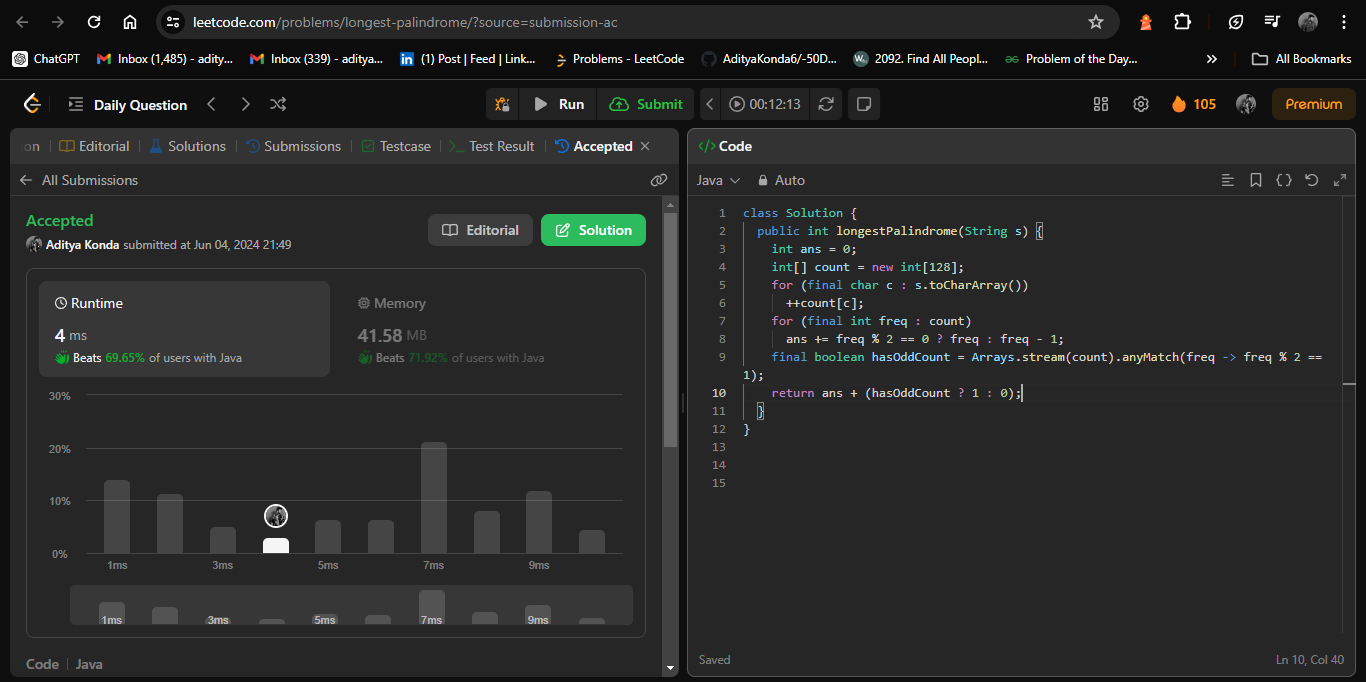 leetcode.com/problems/longest-palindrome/?source=submission-ac
ChatGPT
Inbox (1,485) - adity...
Inbox (339) - aditya...
(1) Post | Feed | Link...
Problems - LeetCode
AdityaKonda6/-50D...
2092. Find All Peopl...
Problem of the Day...
All Bookmarks
Daily Question
Run
Submit
00:12:13
105
Premium
on
Editorial
Solutions
Submissions
Testcase
Test Result
Accepted
All Submissions
Accepted
Aditya Konda submitted at Jun 04, 2024 21:49
Editorial
Solution
Runtime
4 ms
Beats 69.65% of users with Java
Memory
41.58 MB
Beats 71.92% of users with Java
30%
20%
10%
0%
1ms 3ms 5ms 7ms 9ms
1ms 3ms 5ms 7ms 9ms
Code | Java
</> Code
Java
Auto
1 class Solution {
2 public int longestPalindrome(String s) {
3 int ans = 0;
4 int[] count = new int[128];
5 for (final char c : s.toCharArray())
6 ++count[c];
7 for (final int freq : count)
8 ans += freq % 2 == 0 ? freq : freq - 1;
9 final boolean hasOddCount = Arrays.stream(count).anyMatch(freq -> freq % 2 ==
1);
10 return ans + (hasOddCount ? 1 : 0);
11 }
12 }
13
14
15
Saved
Ln 10, Col 40